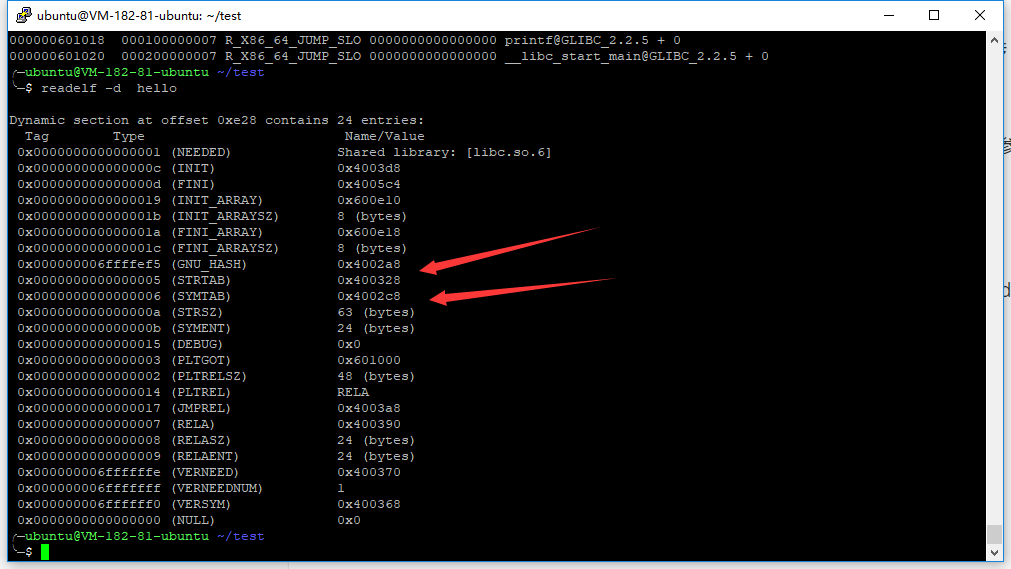 ubuntu@VM-182-81-ubuntu: ~/test
000000601018  000100000007 R_X86_64_JUMP_SLO 0000000000000000 printf@GLIBC_2.2.5 + 0
000000601020  000200000007 R_X86_64_JUMP_SLO 0000000000000000 __libc_start_main@GLIBC_2.2.5 + 0
╭─ubuntu@VM-182-81-ubuntu ~/test
╰─$ readelf -d  hello
Dynamic section at offset 0xe28 contains 24 entries:
  Tag        Type                         Name/Value
 0x0000000000000001 (NEEDED)             Shared library: [libc.so.6]
 0x000000000000000c (INIT)               0x4003d8
 0x000000000000000d (FINI)               0x4005c4
 0x0000000000000019 (INIT_ARRAY)         0x600e10
 0x000000000000001b (INIT_ARRAYSZ)       8 (bytes)
 0x000000000000001a (FINI_ARRAY)         0x600e18
 0x000000000000001c (FINI_ARRAYSZ)       8 (bytes)
 0x000000006ffffef5 (GNU_HASH)           0x4002a8
 0x0000000000000005 (STRTAB)             0x400328
 0x0000000000000006 (SYMTAB)             0x4002c8
 0x000000000000000a (STRSZ)              63 (bytes)
 0x000000000000000b (SYMENT)             24 (bytes)
 0x0000000000000015 (DEBUG)              0x0
 0x0000000000000003 (PLTGOT)             0x601000
 0x0000000000000002 (PLTRELSZ)           48 (bytes)
 0x0000000000000014 (PLTREL)             RELA
 0x0000000000000017 (JMPREL)             0x4003a8
 0x0000000000000007 (RELA)               0x400390
 0x0000000000000008 (RELASZ)             24 (bytes)
 0x0000000000000009 (RELAENT)            24 (bytes)
 0x000000006ffffffe (VERNEED)            0x400370
 0x000000006fffffff (VERNEEDNUM)         1
 0x000000006ffffff0 (VERSYM)             0x400368
 0x0000000000000000 (NULL)               0x0
╭─ubuntu@VM-182-81-ubuntu ~/test
╰─$